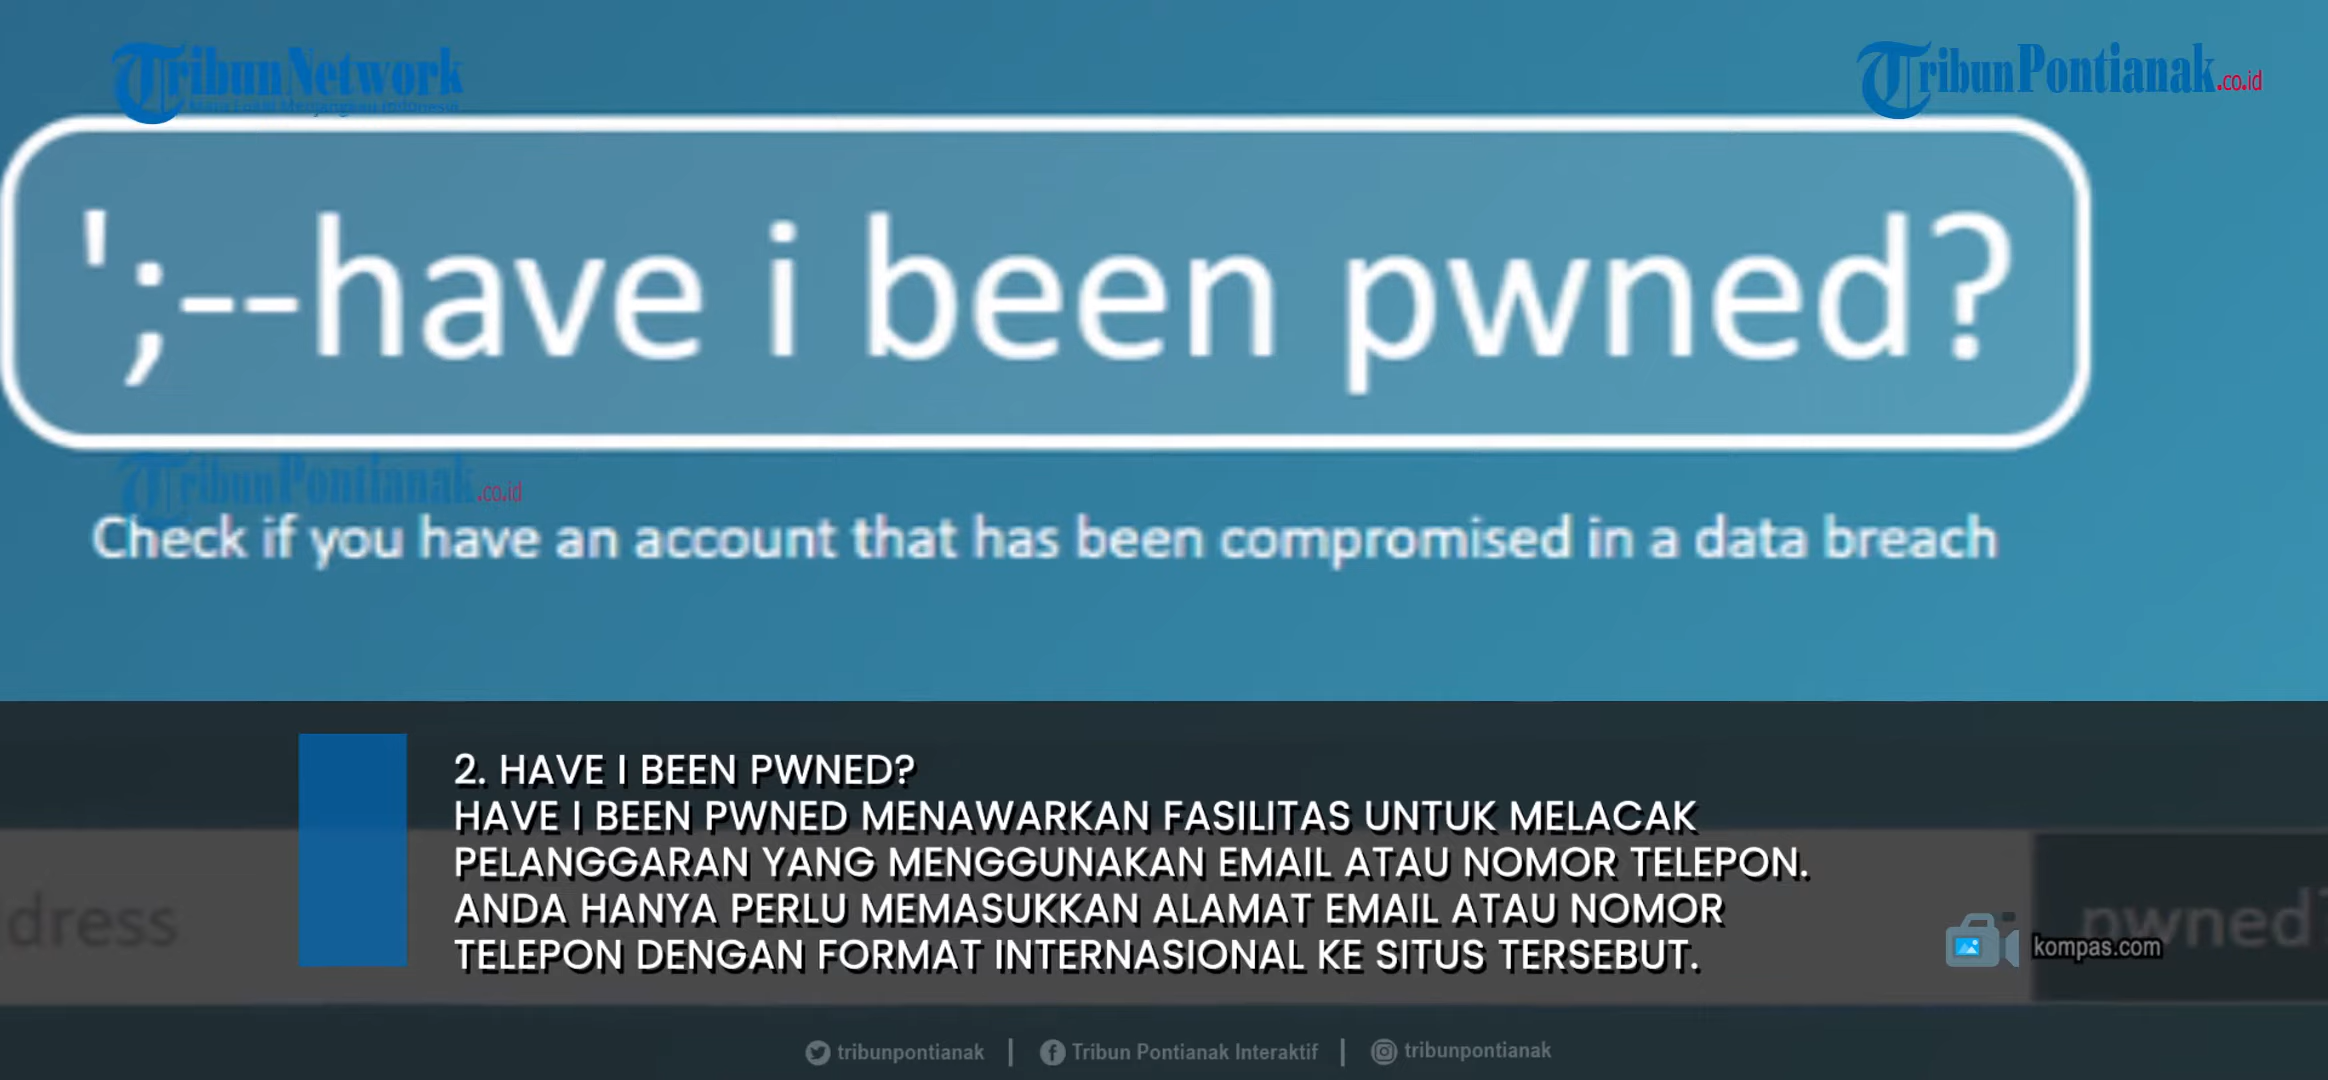 TribunNetwork
TribunPontianak.co.id
';--have i been pwned?
TribunPontianak.co.id
Check if you have an account that has been compromised in a data breach
2. HAVE I BEEN PWNED?
HAVE I BEEN PWNED MENAWARKAN FASILITAS UNTUK MELACAK
PELANGGARAN YANG MENGGUNAKAN EMAIL ATAU NOMOR TELEPON.
ANDA HANYA PERLU MEMASUKKAN ALAMAT EMAIL ATAU NOMOR
TELEPON DENGAN FORMAT INTERNASIONAL KE SITUS TERSEBUT.
dress
pwned?
kompas.com
tribunpontianak | Tribun Pontianak Interaktif | tribunpontianak